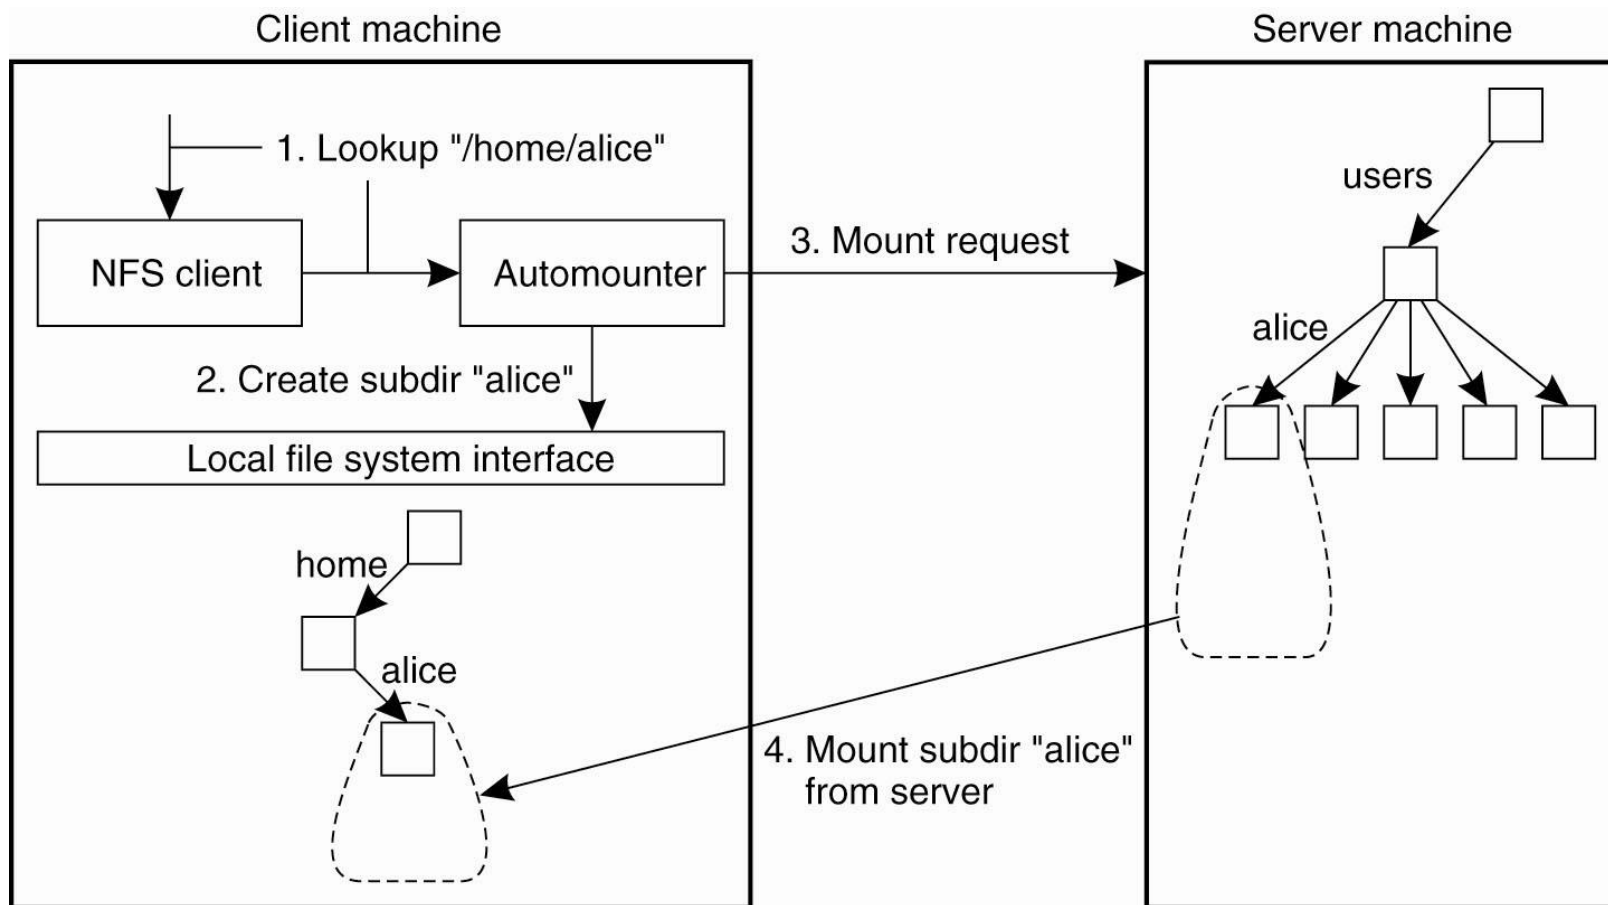 Client machine
Server machine
1. Lookup "/home/alice"
users
NFS client
Automounter
3. Mount request
alice
2. Create subdir "alice"
Local file system interface
home
alice
4. Mount subdir "alice"
from server